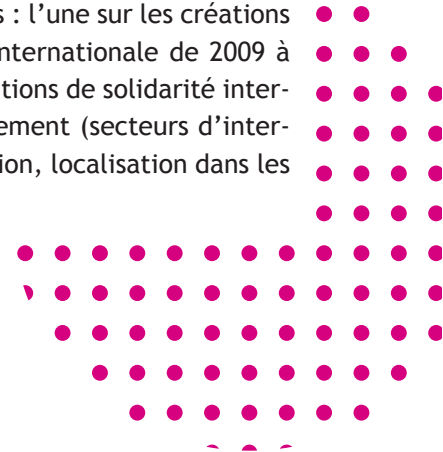 s : l’une sur les créations
nternationale de 2009 à
tions de solidarité inter-
ement (secteurs d’inter-
ion, localisation dans les